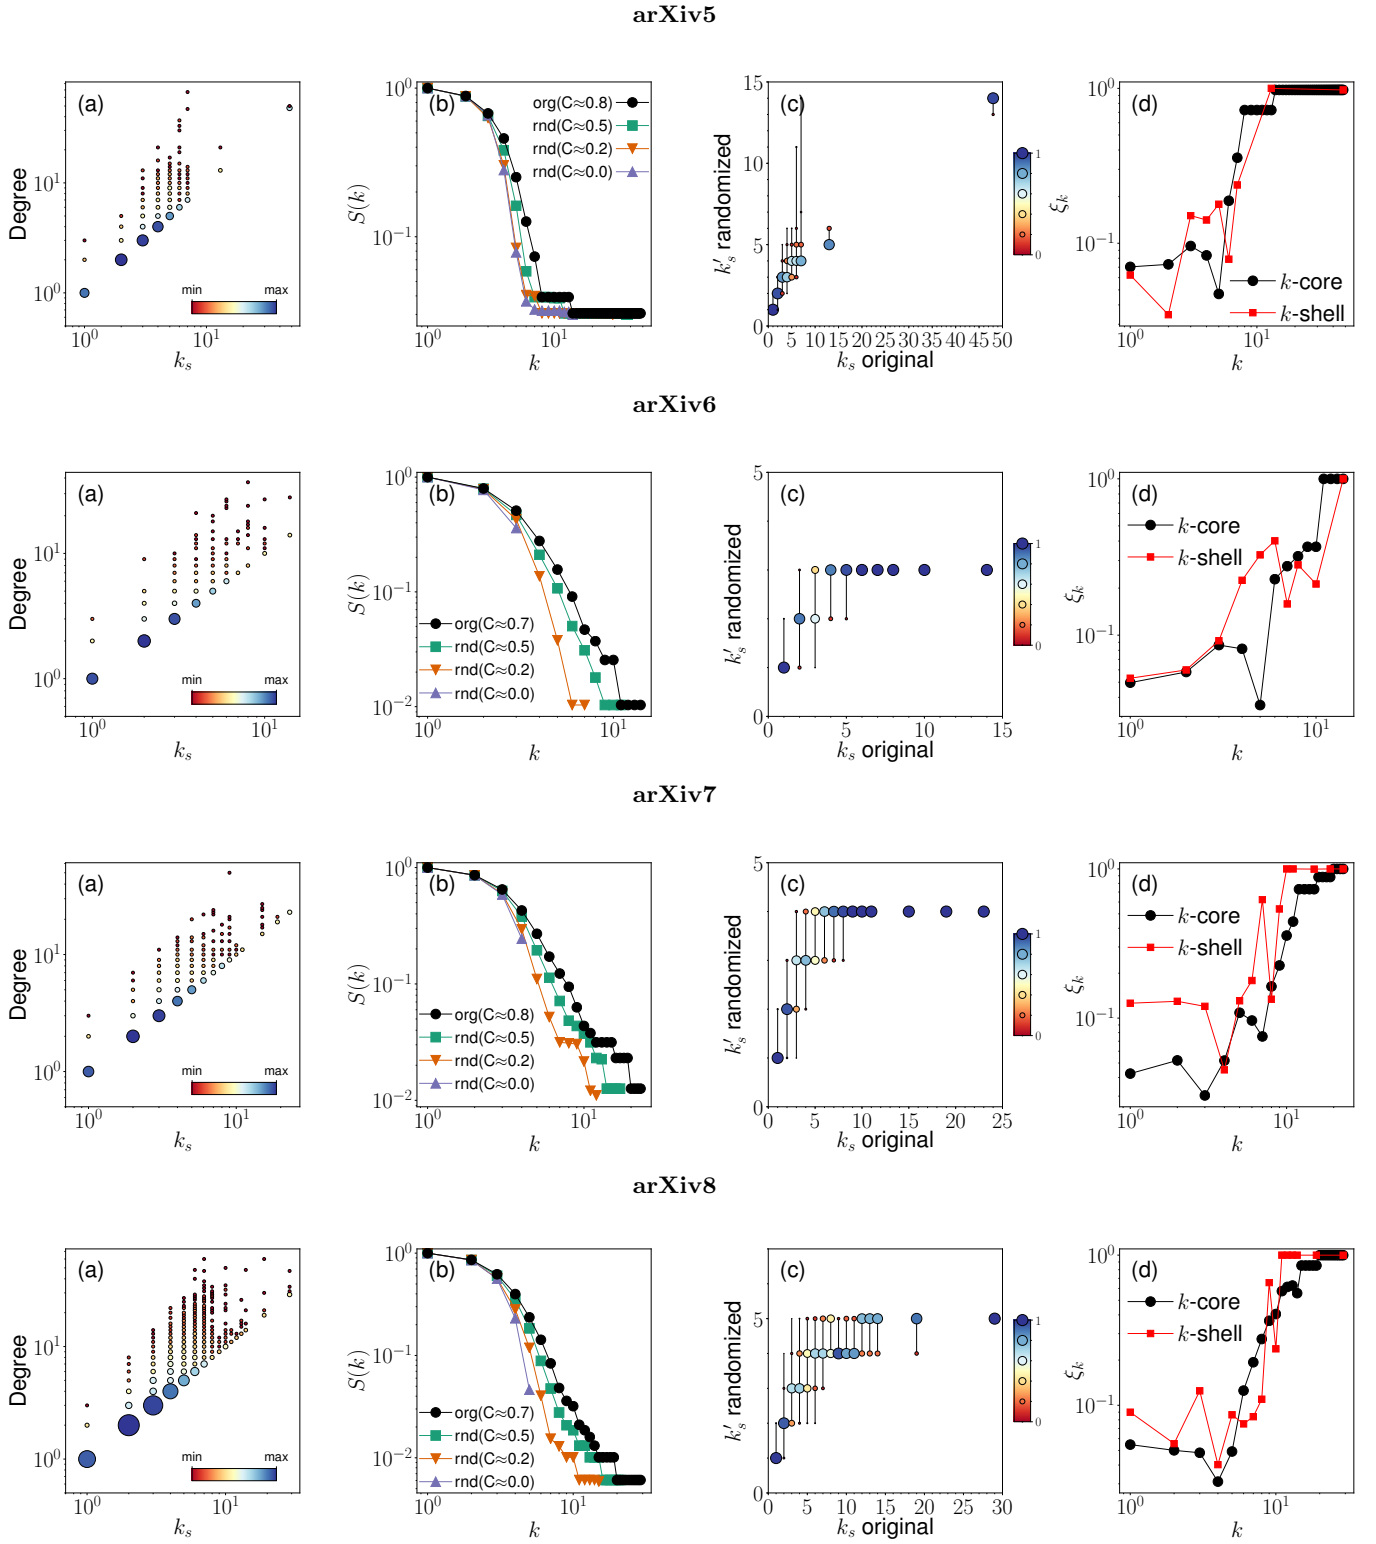 arXiv5
(a)
Degree
10^1
10^0
min max
10^0 10^1
k_s
(b)
S(k)
10^0
10^{-1}
org(C≈0.8)
rnd(C≈0.5)
rnd(C≈0.2)
rnd(C≈0.0)
10^0 10^1
k
(c)
k'_s randomized
15
10
5
0
0 5 10 15 20 25 30 35 40 45 50
k_s original
1
0
(d)
ξ_k
10^0
10^{-1}
k-core
k-shell
10^0 10^1
k
arXiv6
(a)
Degree
10^1
10^0
min max
10^0 10^1
k_s
(b)
S(k)
10^0
10^{-1}
10^{-2}
org(C≈0.7)
rnd(C≈0.5)
rnd(C≈0.2)
rnd(C≈0.0)
10^0 10^1
k
(c)
k'_s randomized
5
0
0 5 10 15
k_s original
1
0
(d)
ξ_k
10^0
10^{-1}
k-core
k-shell
10^0 10^1
k
arXiv7
(a)
Degree
10^1
10^0
min max
10^0 10^1
k_s
(b)
S(k)
10^0
10^{-1}
10^{-2}
org(C≈0.8)
rnd(C≈0.5)
rnd(C≈0.2)
rnd(C≈0.0)
10^0 10^1
k
(c)
k'_s randomized
5
0
0 5 10 15 20 25
k_s original
1
0
(d)
ξ_k
10^0
10^{-1}
k-core
k-shell
10^0 10^1
k
arXiv8
(a)
Degree
10^1
10^0
min max
10^0 10^1
k_s
(b)
S(k)
10^0
10^{-1}
10^{-2}
org(C≈0.7)
rnd(C≈0.5)
rnd(C≈0.2)
rnd(C≈0.0)
10^0 10^1
k
(c)
k'_s randomized
5
0
0 5 10 15 20 25 30
k_s original
1
0
(d)
ξ_k
10^0
10^{-1}
k-core
k-shell
10^0 10^1
k